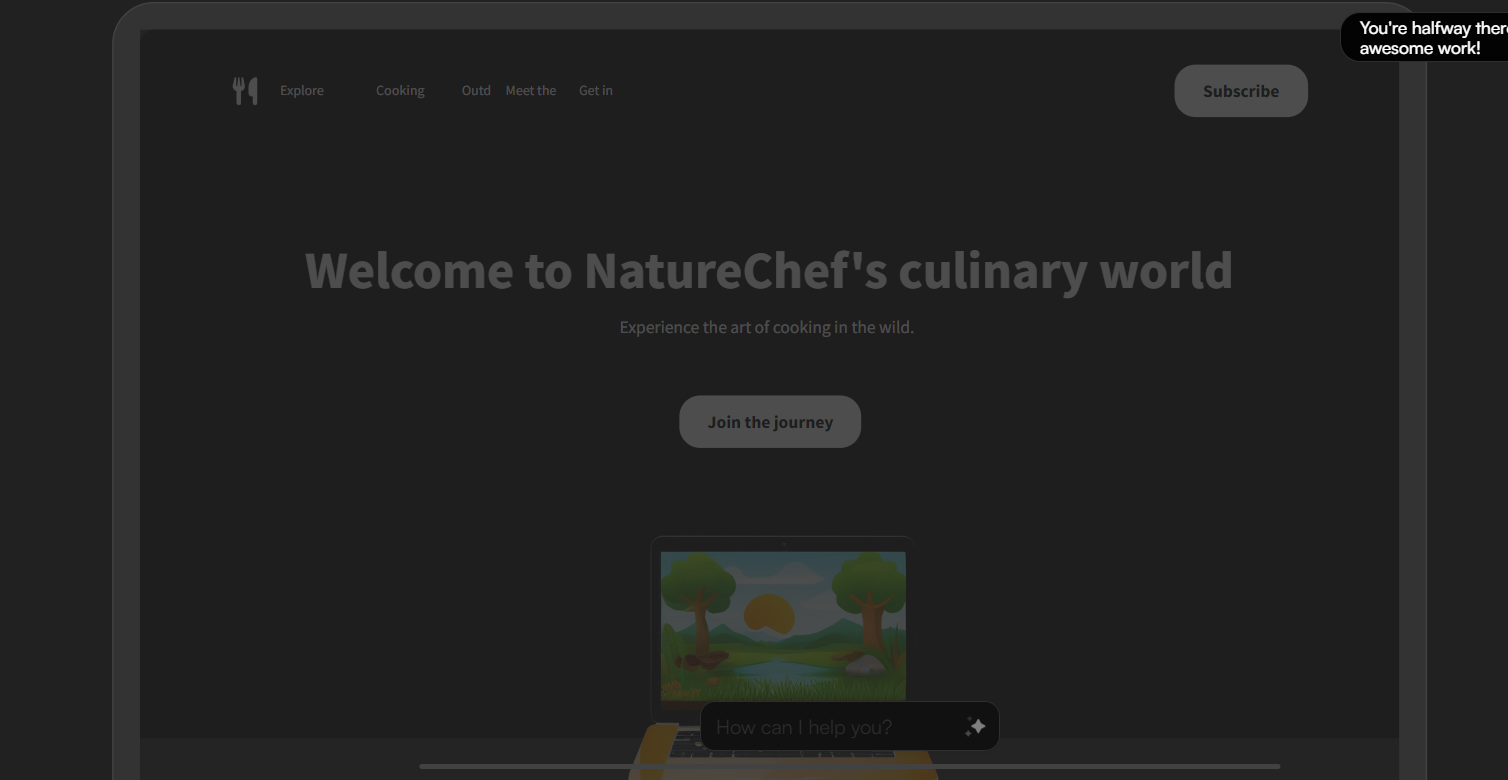 You're halfway ther
awesome work!
Explore Cooking Outd Meet the Get in
Subscribe
Welcome to NatureChef's culinary world
Experience the art of cooking in the wild.
Join the journey
How can I help you?